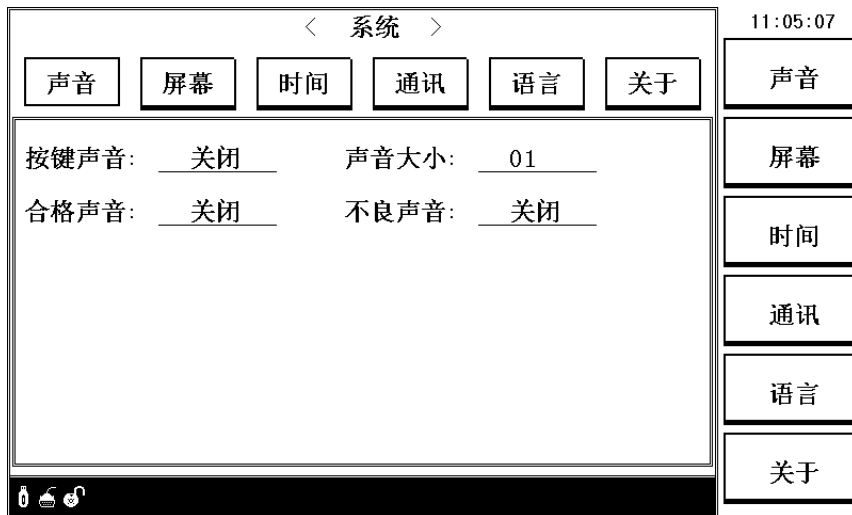 < 系统 >
11:05:07
声音 屏幕 时间 通讯 语言 关于
按键声音: 关闭 声音大小: 01
合格声音: 关闭 不良声音: 关闭
声音
屏幕
时间
通讯
语言
关于